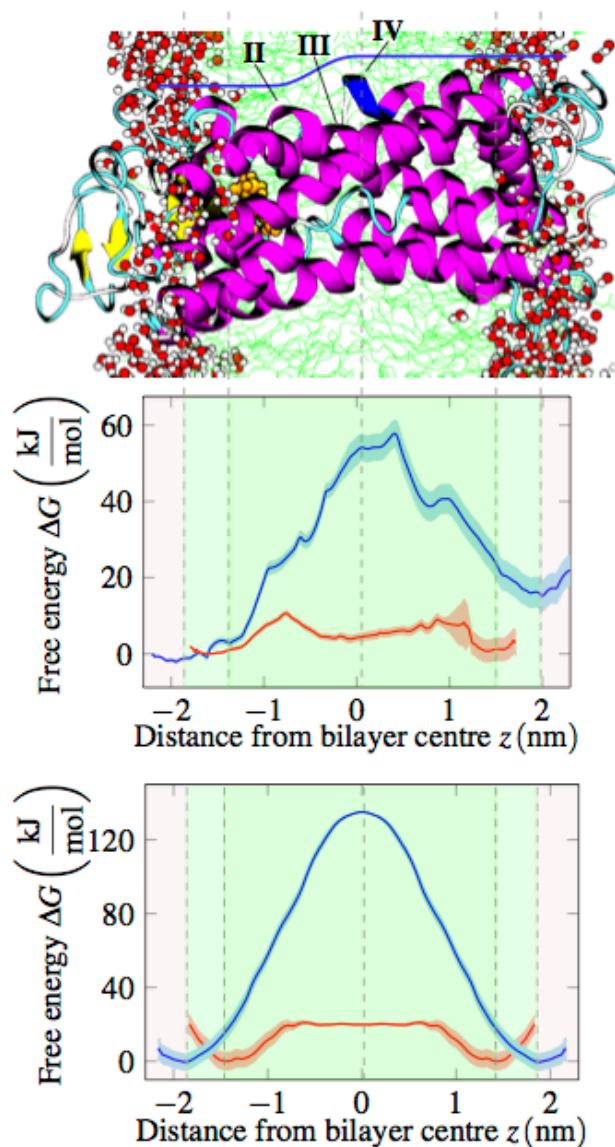 IV
III
II
Free energy ΔG (kJ/mol)
60
40
20
0
−2 −1 0 1 2
Distance from bilayer centre z (nm)
Free energy ΔG (kJ/mol)
120
80
40
0
−2 −1 0 1 2
Distance from bilayer centre z (nm)